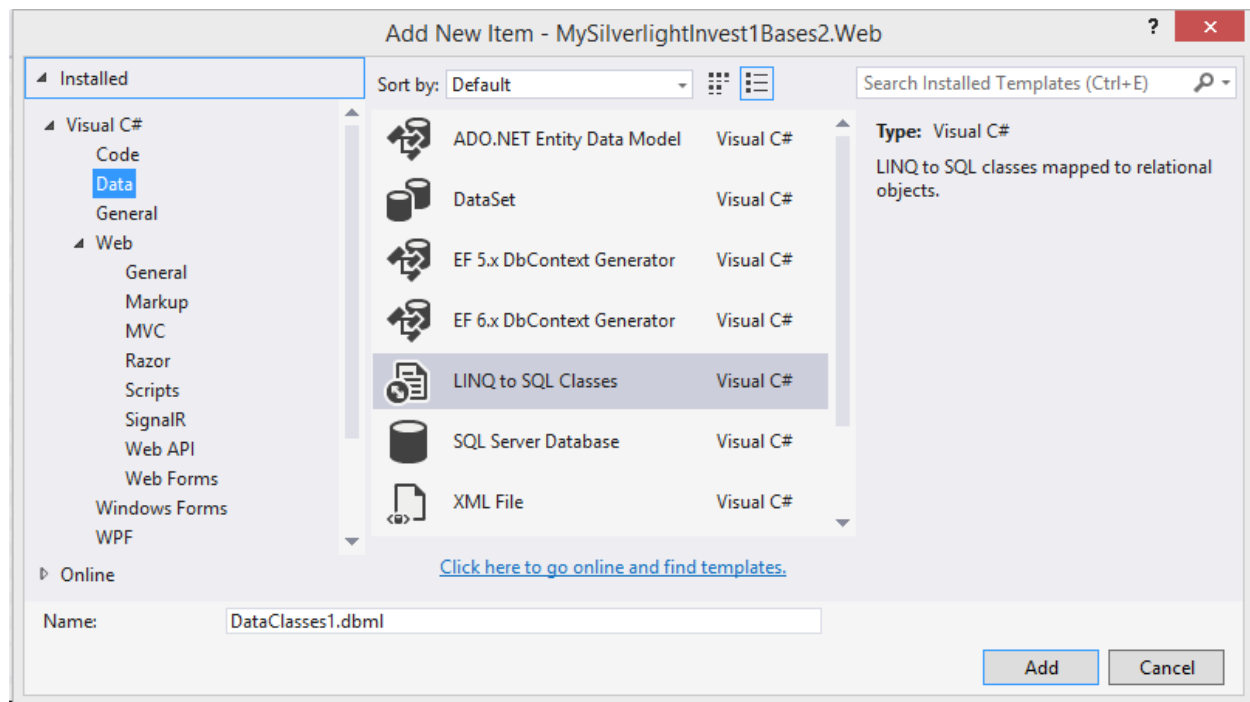 Add New Item - MySilverlightInvest1Bases2.Web
?
Installed
Sort by: Default
Search Installed Templates (Ctrl+E)
Visual C#
Code
Data
General
Web
General
Markup
MVC
Razor
Scripts
SignalR
Web API
Web Forms
Windows Forms
WPF
Online
ADO.NET Entity Data Model Visual C#
DataSet Visual C#
EF 5.x DbContext Generator Visual C#
EF 6.x DbContext Generator Visual C#
LINQ to SQL Classes Visual C#
SQL Server Database Visual C#
XML File Visual C#
Click here to go online and find templates.
Type: Visual C#
LINQ to SQL classes mapped to relational
objects.
Name: DataClasses1.dbml
Add Cancel